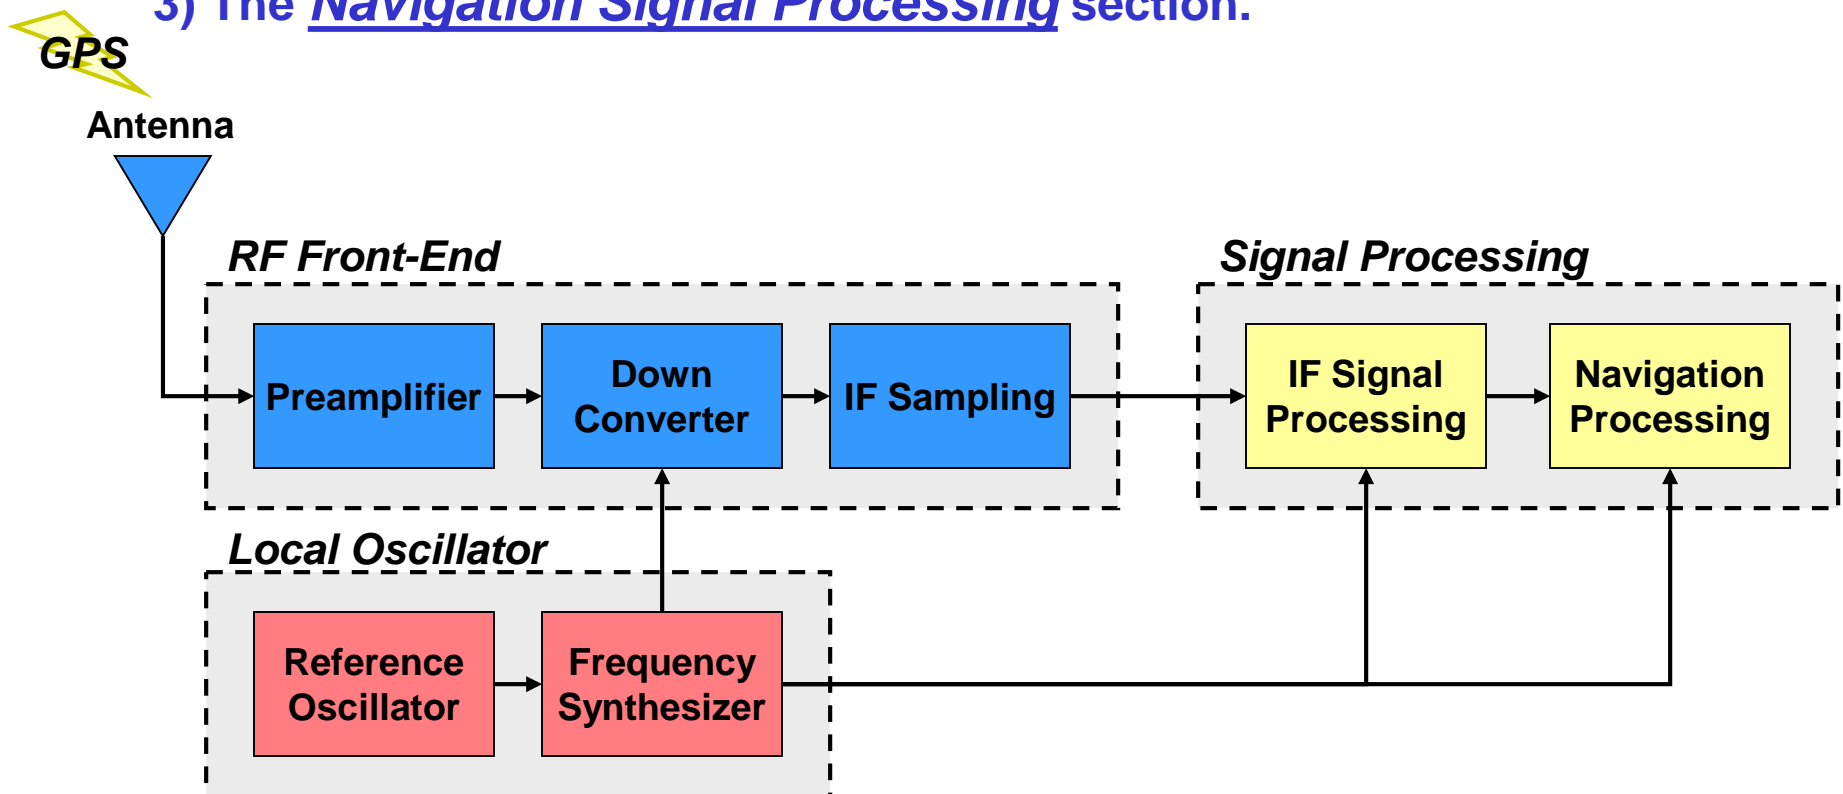 3) The Navigation Signal Processing section.
GPS
Antenna
RF Front-End
Signal Processing
Preamplifier
Down
Converter
IF Sampling
IF Signal
Processing
Navigation
Processing
Local Oscillator
Reference
Oscillator
Frequency
Synthesizer